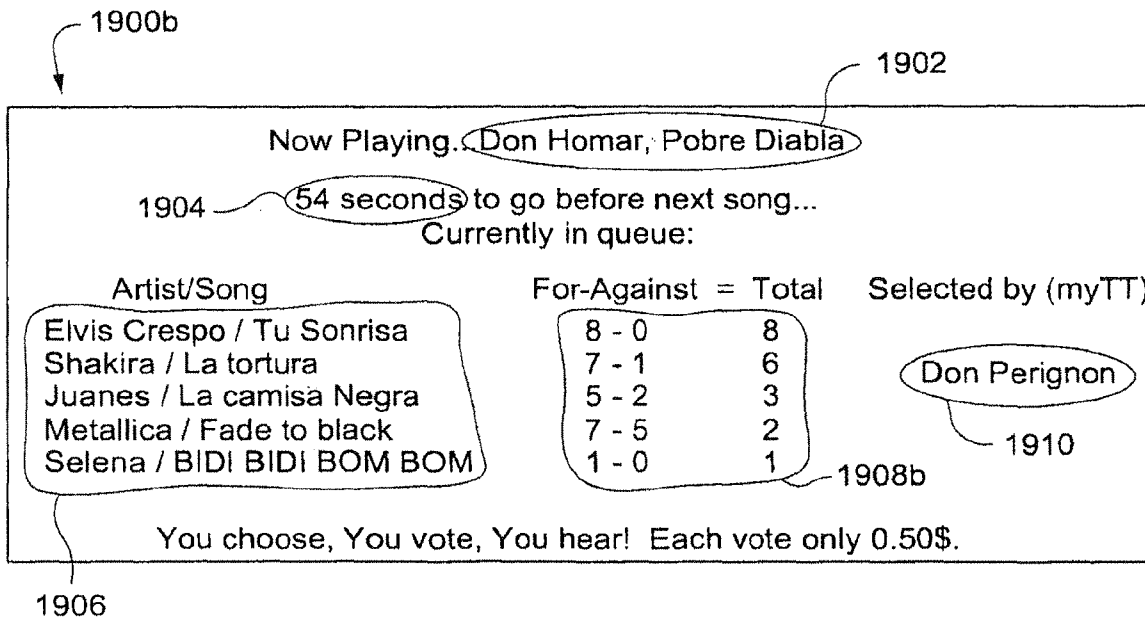 1900b
1902
Now Playing.. Don Homar, Pobre Diabla
1904
54 seconds to go before next song...
Currently in queue:
Artist/Song For-Against = Total Selected by (myTT)
Elvis Crespo / Tu Sonrisa 8 - 0 8
Shakira / La tortura 7 - 1 6
Juanes / La camisa Negra 5 - 2 3 Don Perignon
Metallica / Fade to black 7 - 5 2
1910
Selena / BIDI BIDI BOM BOM 1 - 0 1
1908b
You choose, You vote, You hear! Each vote only 0.50$.
1906